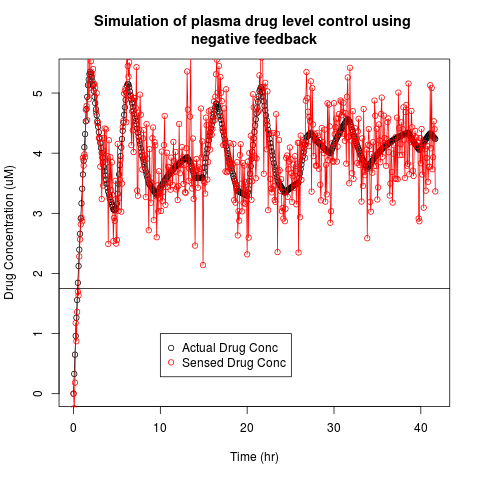 Simulation of plasma drug level control using
negative feedback
Drug Concentration (uM)
5
4
3
2
1
0
Actual Drug Conc
Sensed Drug Conc
0 10 20 30 40
Time (hr)